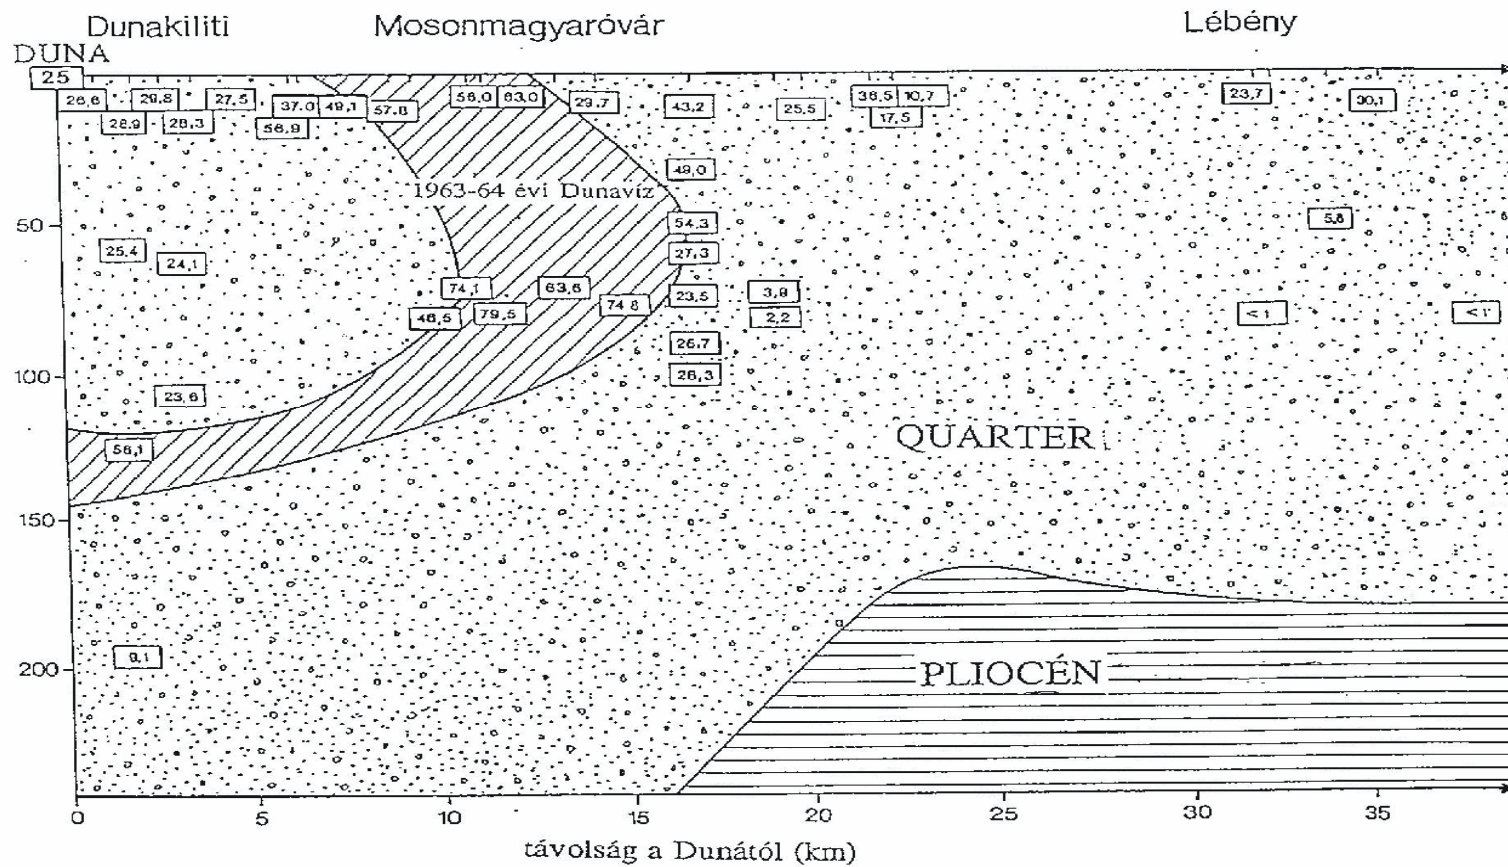 Dunakiliti Mosonmagyaróvár Lébény
DUNA
25
26,6 29,8 27,5 37,0 49,1 57,8 56,0 63,0 29,7 43,2 25,5 36,5 10,7 23,7 30,1
28,9 28,3 56,9 17,5
49,0
1963-64 évi Dunavíz
50 54,3 5,8
25,4 24,1 27,3
74,1 63,6 23,5 3,9
46,5 79,5 74,8 2,2 <1 <1
26,7
100 26,3
23,6
QUARTER
56,1
150
200 9,1 PLIOCÉN
0 5 10 15 20 25 30 35
távolság a Dunától (km)